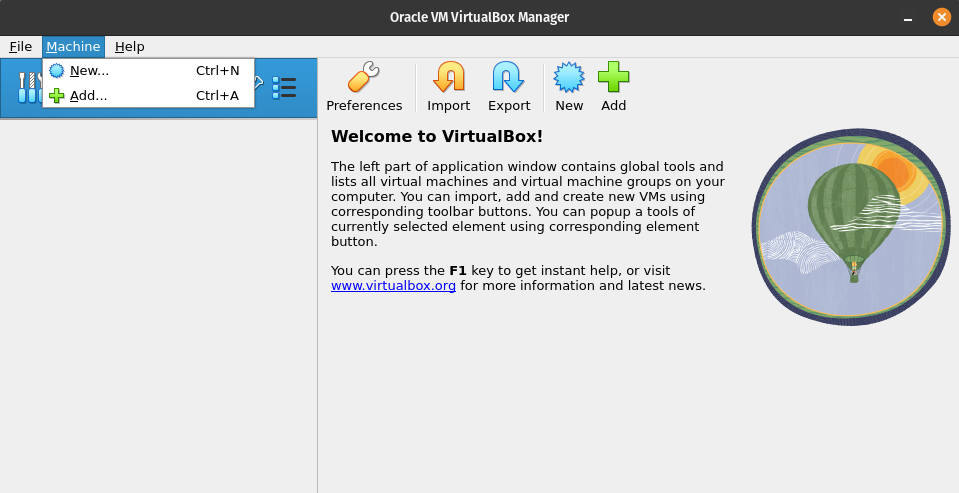 Oracle VM VirtualBox Manager
File Machine Help
New... Ctrl+N
Add... Ctrl+A
Preferences Import Export New Add
Welcome to VirtualBox!
The left part of application window contains global tools and
lists all virtual machines and virtual machine groups on your
computer. You can import, add and create new VMs using
corresponding toolbar buttons. You can popup a tools of
currently selected element using corresponding element
button.
You can press the F1 key to get instant help, or visit
www.virtualbox.org for more information and latest news.